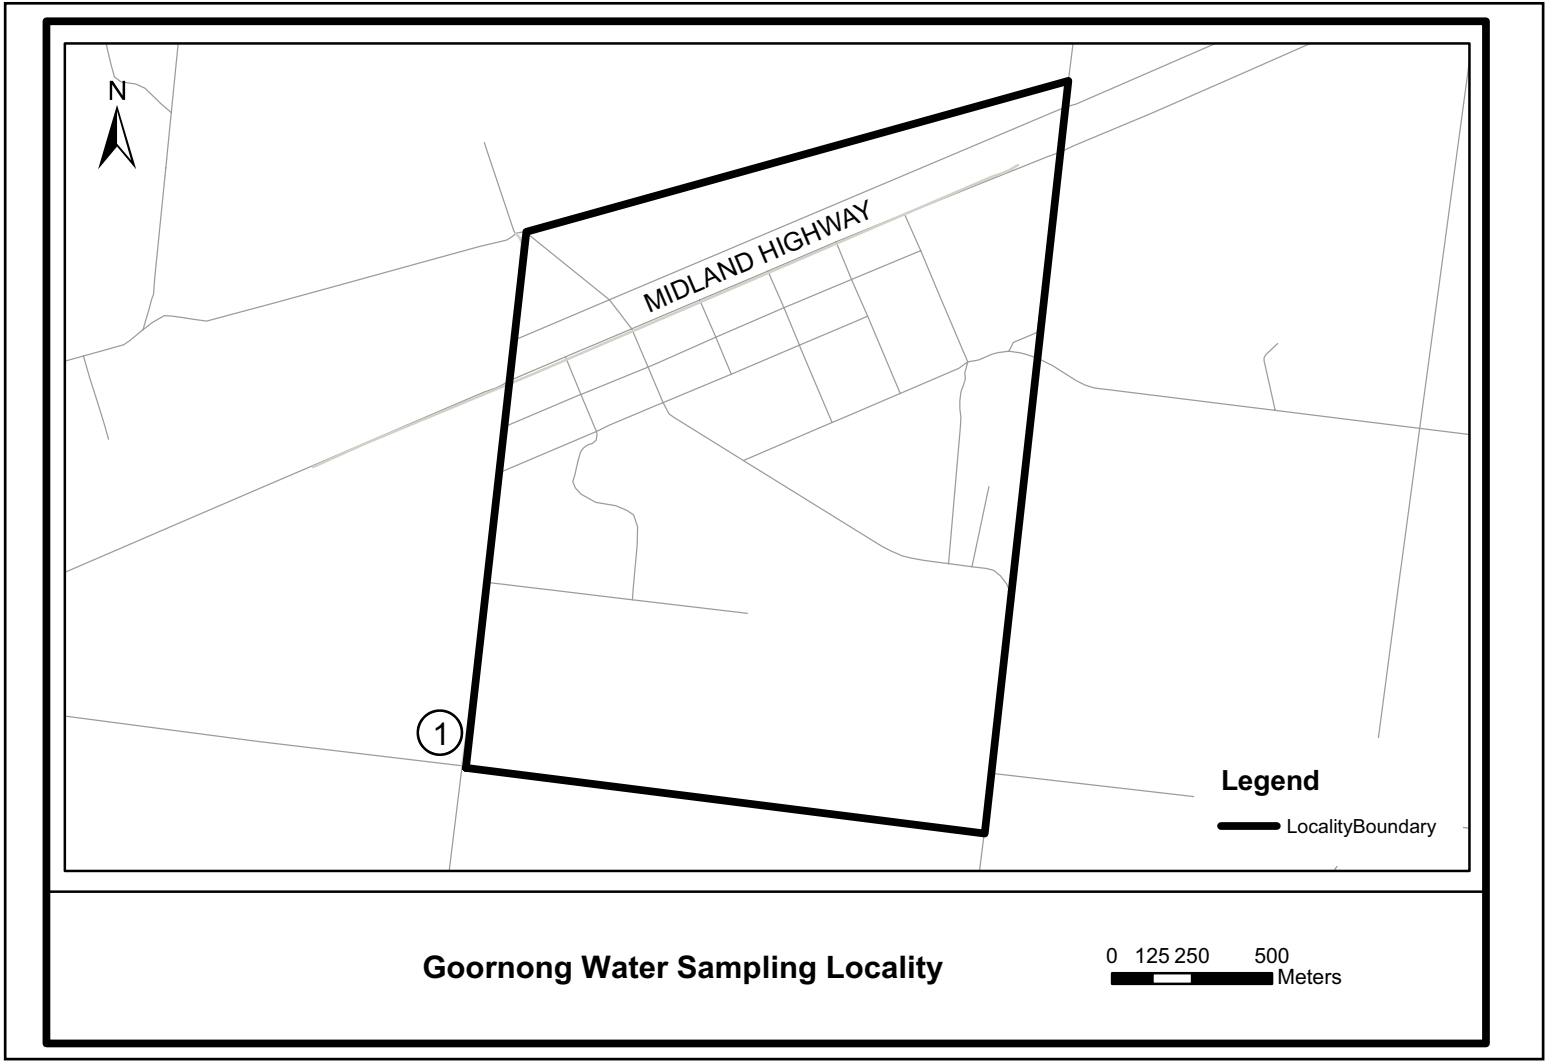 N
MIDLAND HIGHWAY
1
Legend
LocalityBoundary
Goornong Water Sampling Locality
0 125 250 500
Meters